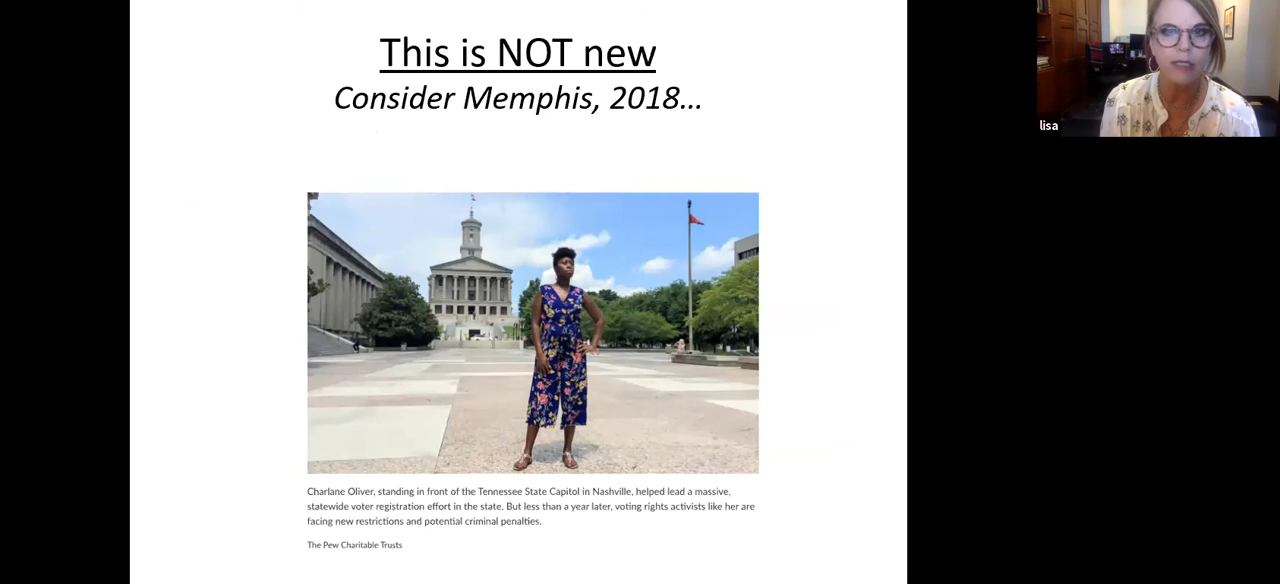 This is NOT new
Consider Memphis, 2018...
lisa
Charlane Oliver, standing in front of the Tennessee State Capitol in Nashville, helped lead a massive,
statewide voter registration effort in the state. But less than a year later, voting rights activists like her are
facing new restrictions and potential criminal penalties.
The Pew Charitable Trusts